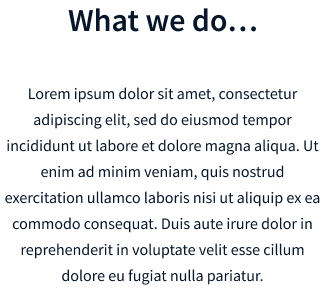 What we do…
Lorem ipsum dolor sit amet, consectetur
adipiscing elit, sed do eiusmod tempor
incididunt ut labore et dolore magna aliqua. Ut
enim ad minim veniam, quis nostrud
exercitation ullamco laboris nisi ut aliquip ex ea
commodo consequat. Duis aute irure dolor in
reprehenderit in voluptate velit esse cillum
dolore eu fugiat nulla pariatur.